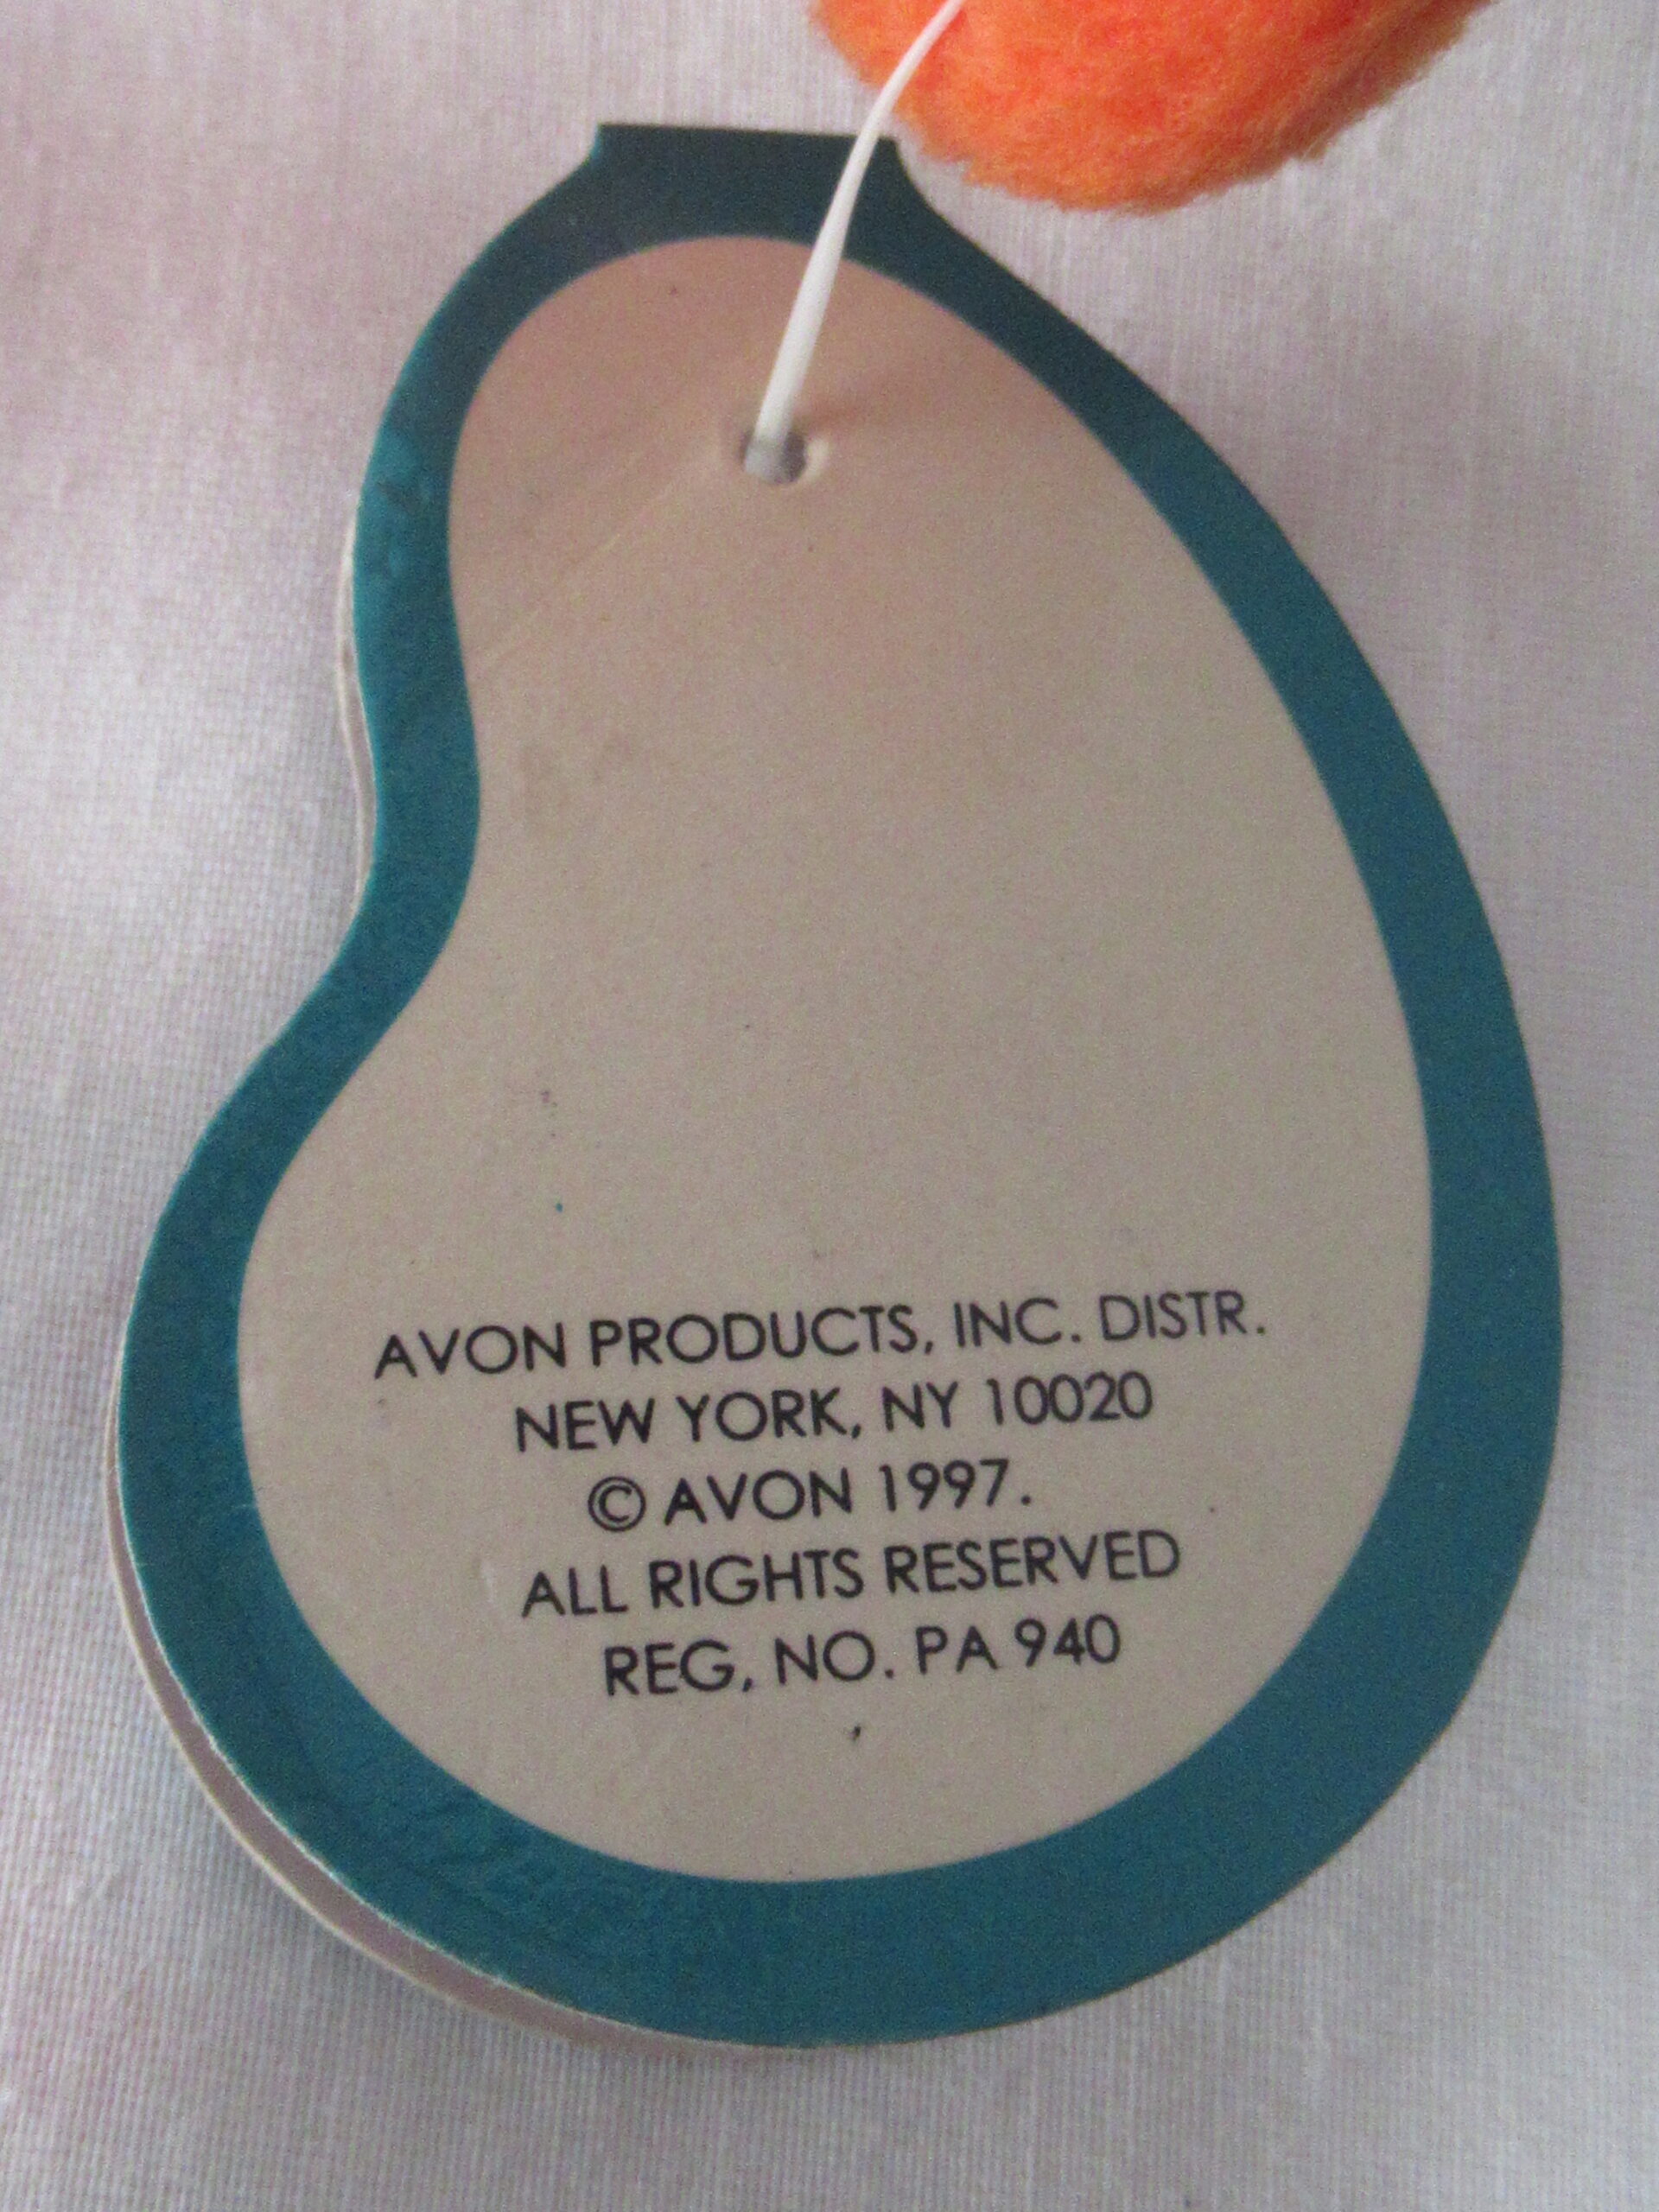 AVON PRODUCTS, INC. DISTR.
NEW YORK, NY 10020
© AVON 1997.
ALL RIGHTS RESERVED
REG, NO. PA 940